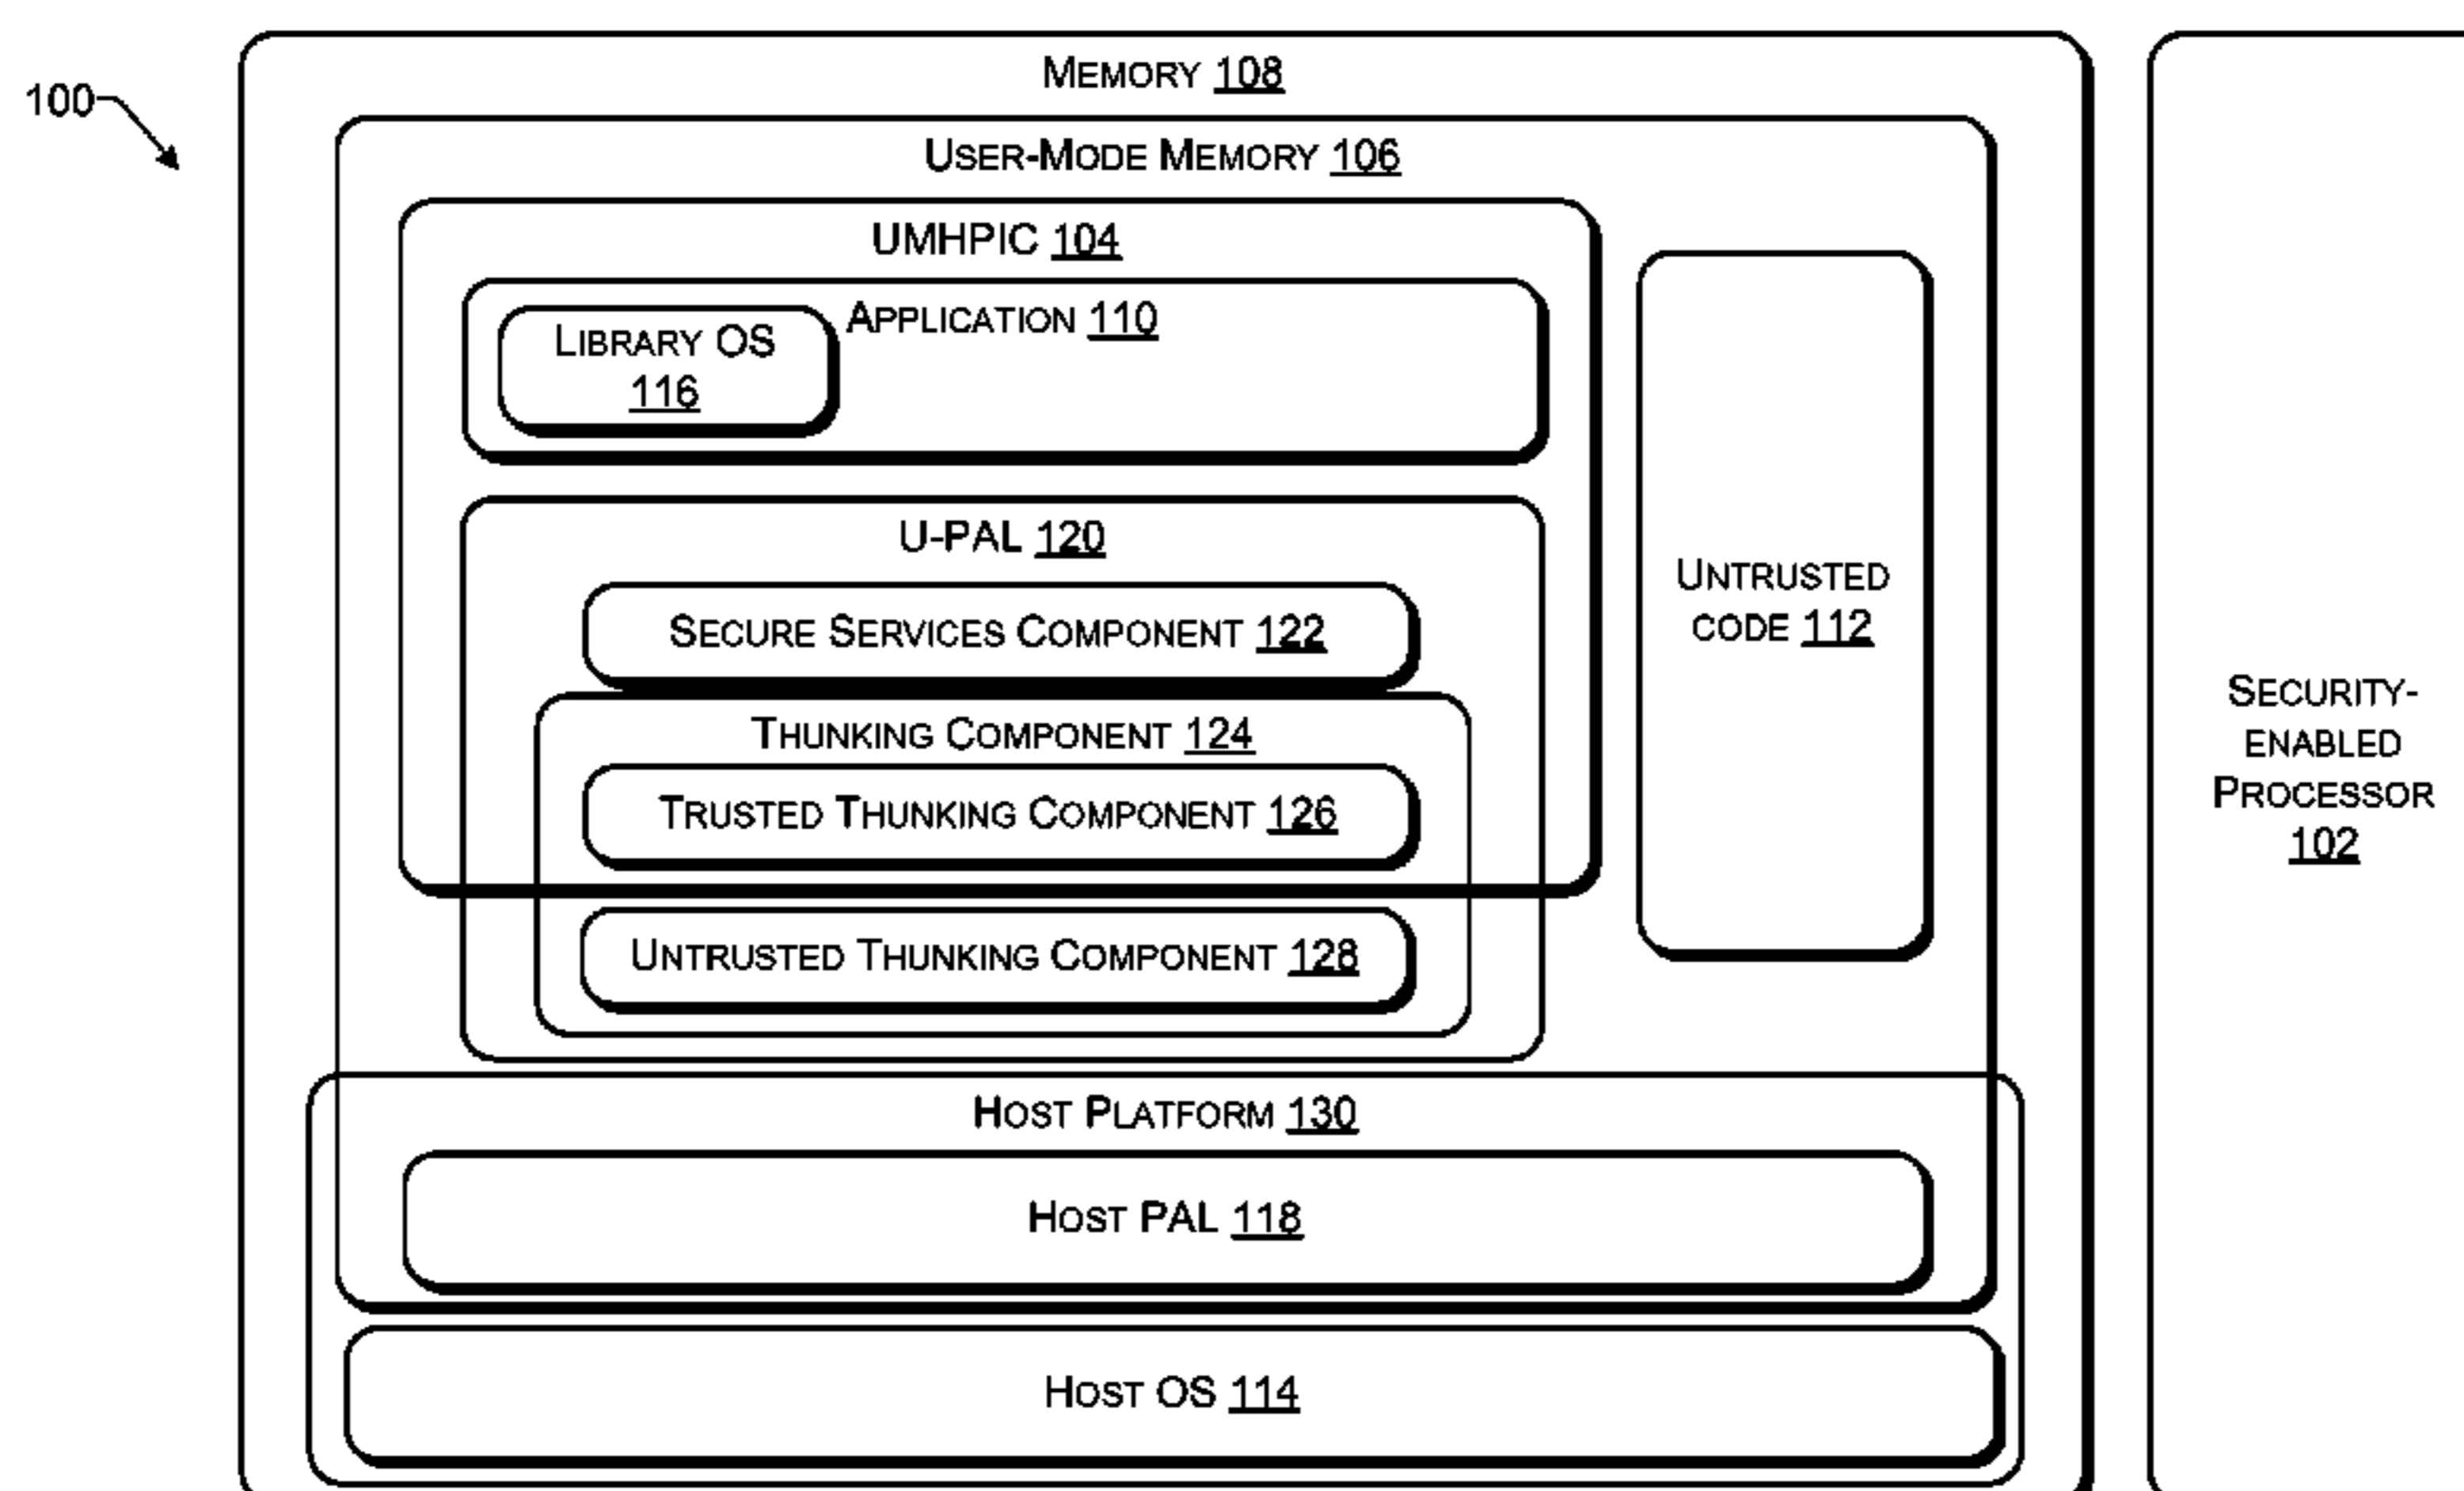 MEMORY 108
100
USER-MODE MEMORY 106
UMHPIC 104
APPLICATION 110
LIBRARY OS
116
U-PAL 120
SECURE SERVICES COMPONENT 122
THUNKING COMPONENT 124
TRUSTED THUNKING COMPONENT 126
UNTRUSTED THUNKING COMPONENT 128
UNTRUSTED
CODE 112
HOST PLATFORM 130
HOST PAL 118
HOST OS 114
SECURITY-
ENABLED
PROCESSOR
102